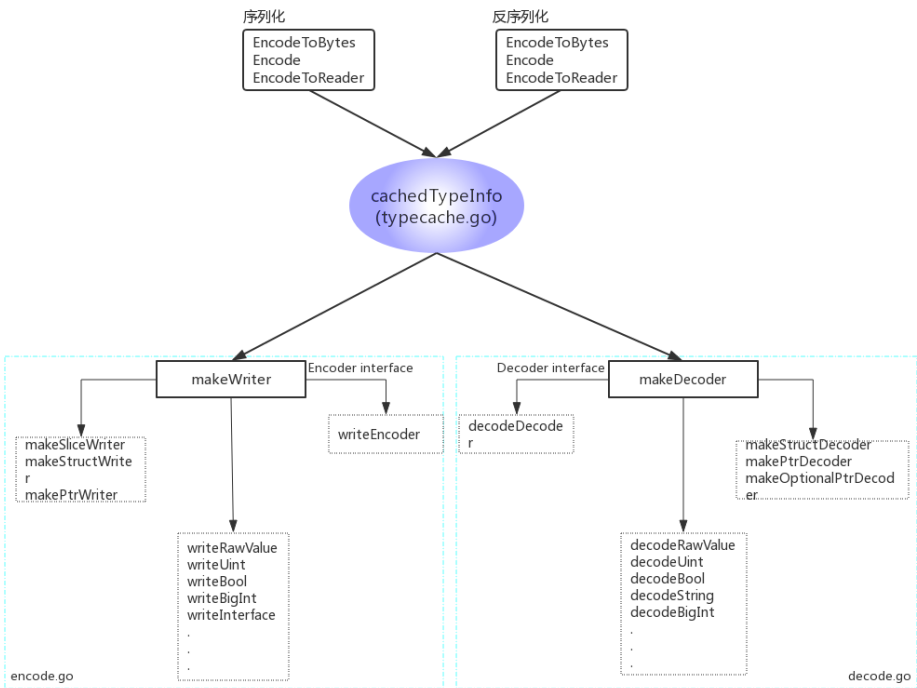 序列化
EncodeToBytes
Encode
EncodeToReader
反序列化
EncodeToBytes
Encode
EncodeToReader
cachedTypeInfo
(typecache.go)
makeWriter
Encoder interface
writeEncoder
makeSliceWriter
makeStructWrite
r
makePtrWriter
writeRawValue
writeUint
writeBool
writeBigInt
writeInterface
.
.
.
encode.go
Decoder interface
makeDecoder
decodeDecode
r
makeStructDecoder
makePtrDecoder
makeOptionalPtrDecod
er
decodeRawValue
decodeUint
decodeBool
decodeString
decodeBigInt
.
.
.
decode.go